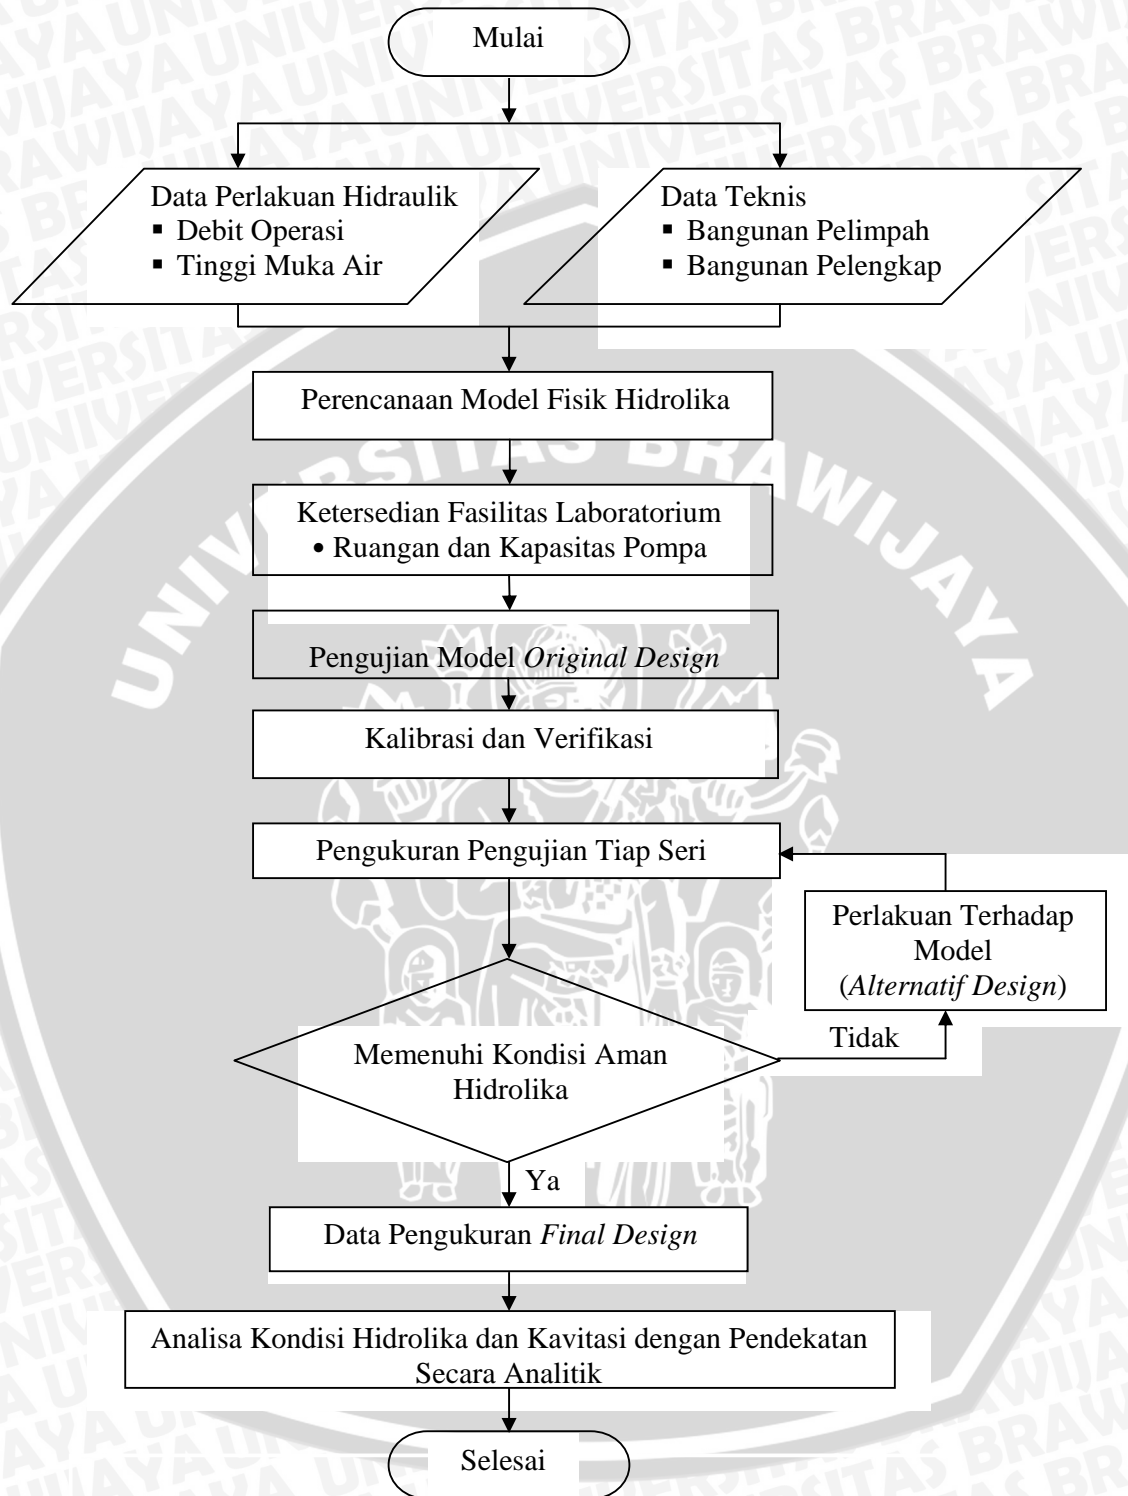 Mulai
Data Perlakuan Hidraulik
▪ Debit Operasi
▪ Tinggi Muka Air
Data Teknis
▪ Bangunan Pelimpah
▪ Bangunan Pelengkap
Perencanaan Model Fisik Hidrolika
UNIVERSITAS BRAWIJAYA
Ketersedian Fasilitas Laboratorium
• Ruangan dan Kapasitas Pompa
Pengujian Model Original Design
Kalibrasi dan Verifikasi
Pengukuran Pengujian Tiap Seri
Perlakuan Terhadap
Model
(Alternatif Design)
Tidak
Memenuhi Kondisi Aman
Hidrolika
Ya
Data Pengukuran Final Design
Analisa Kondisi Hidrolika dan Kavitasi dengan Pendekatan
Secara Analitik
Selesai